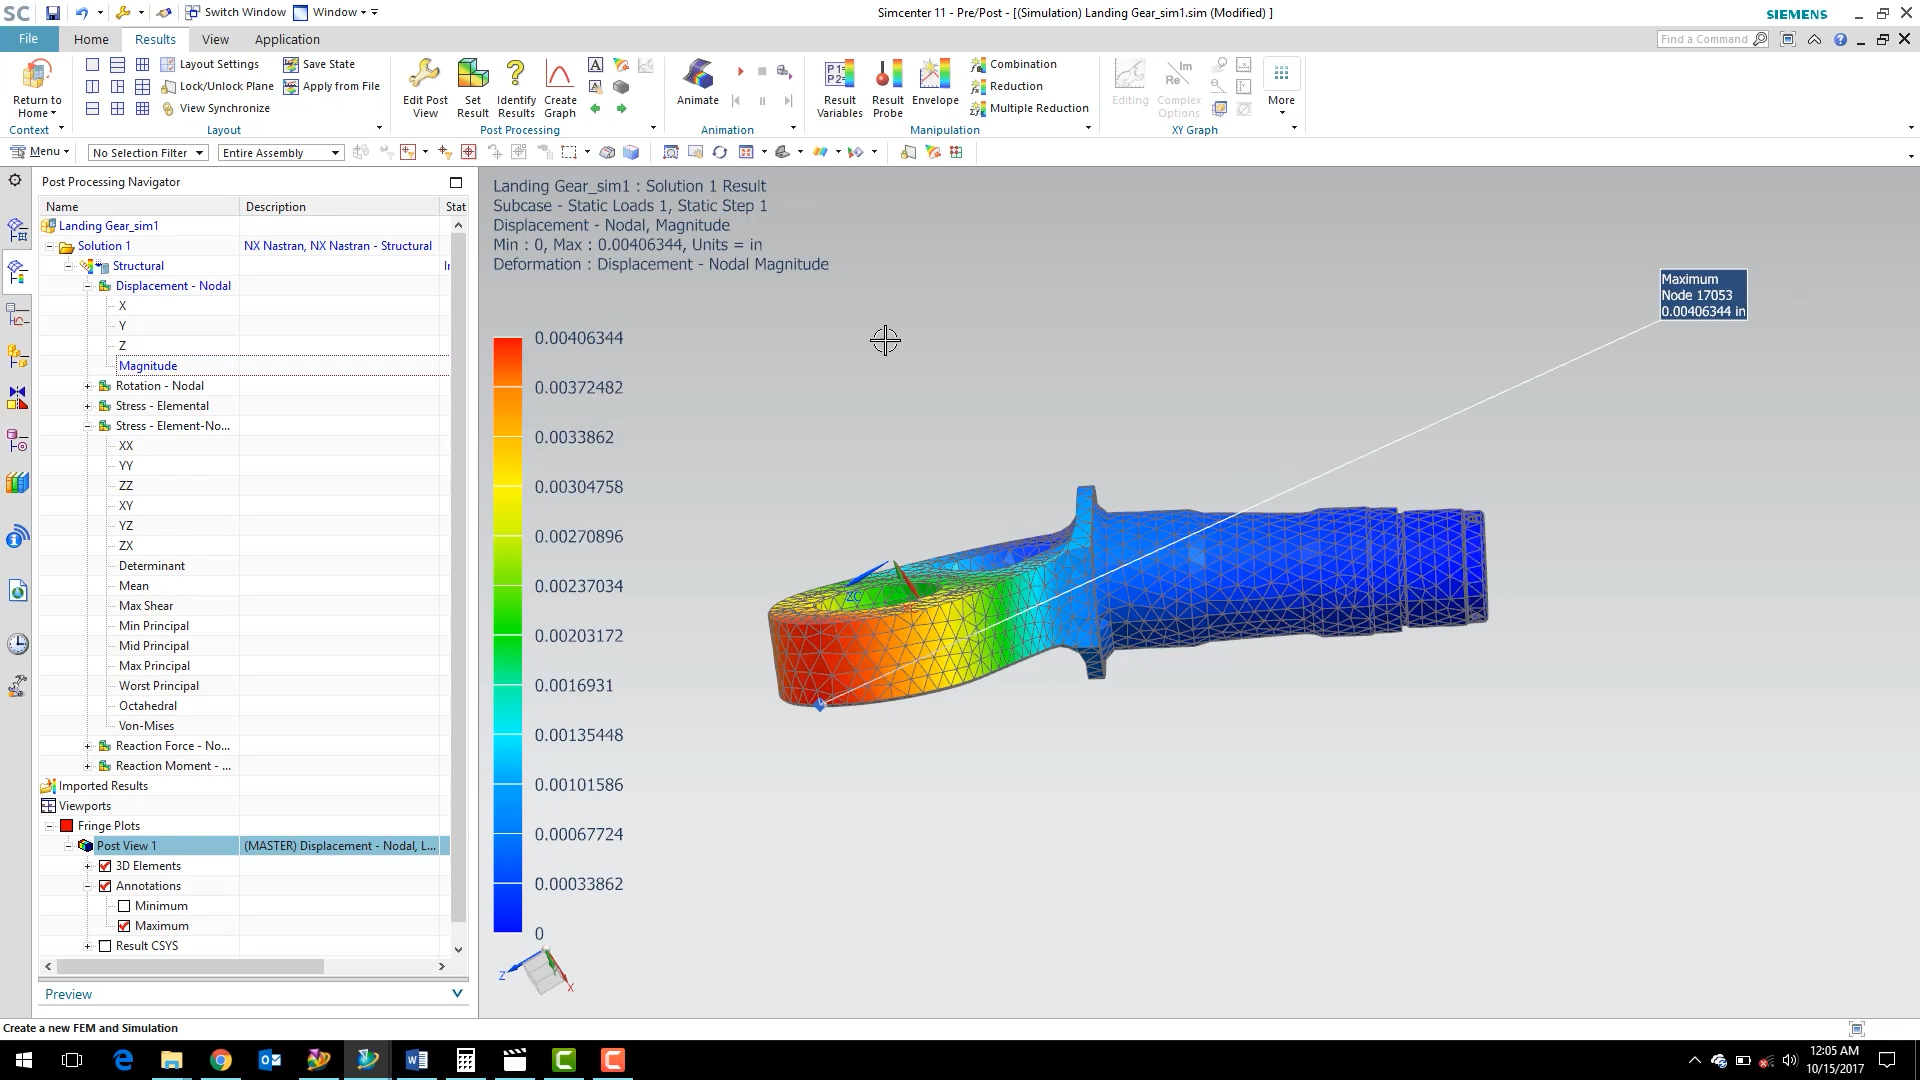 SC
Switch Window
Window
Simcenter 11 - Pre/Post - [(Simulation) Landing Gear_sim1.sim (Modified) ]
SIEMENS
File
Home
Results
View
Application
Find a Command
Return to Home
Layout Settings
Lock/Unlock Plane
View Synchronize
Save State
Apply from File
Edit Post View
Set Result
Identify Results
Create Graph
Animate
Result Variables
Result Probe
Envelope
Combination
Reduction
Multiple Reduction
Editing
Complex Options
More
Context
Layout
Post Processing
Animation
Manipulation
XY Graph
Menu
No Selection Filter
Entire Assembly
Post Processing Navigator
Name Description Stat
Landing Gear_sim1
Solution 1 NX Nastran, NX Nastran - Structural
Structural
Displacement - Nodal
X
Y
Z
Magnitude
Rotation - Nodal
Stress - Elemental
Stress - Element-No...
XX
YY
ZZ
XY
YZ
ZX
Determinant
Mean
Max Shear
Min Principal
Mid Principal
Max Principal
Worst Principal
Octahedral
Von-Mises
Reaction Force - No...
Reaction Moment - ...
Imported Results
Viewports
Fringe Plots
Post View 1 (MASTER) Displacement - Nodal, L...
3D Elements
Annotations
Minimum
Maximum
Result CSYS
Preview
Landing Gear_sim1 : Solution 1 Result
Subcase - Static Loads 1, Static Step 1
Displacement - Nodal, Magnitude
Min : 0, Max : 0.00406344, Units = in
Deformation : Displacement - Nodal Magnitude
Maximum
Node 17053
0.00406344 in
0.00406344
0.00372482
0.0033862
0.00304758
0.00270896
0.00237034
0.00203172
0.0016931
0.00135448
0.00101586
0.00067724
0.00033862
0
ZC
Z
X
Create a new FEM and Simulation
12:05 AM
10/15/2017